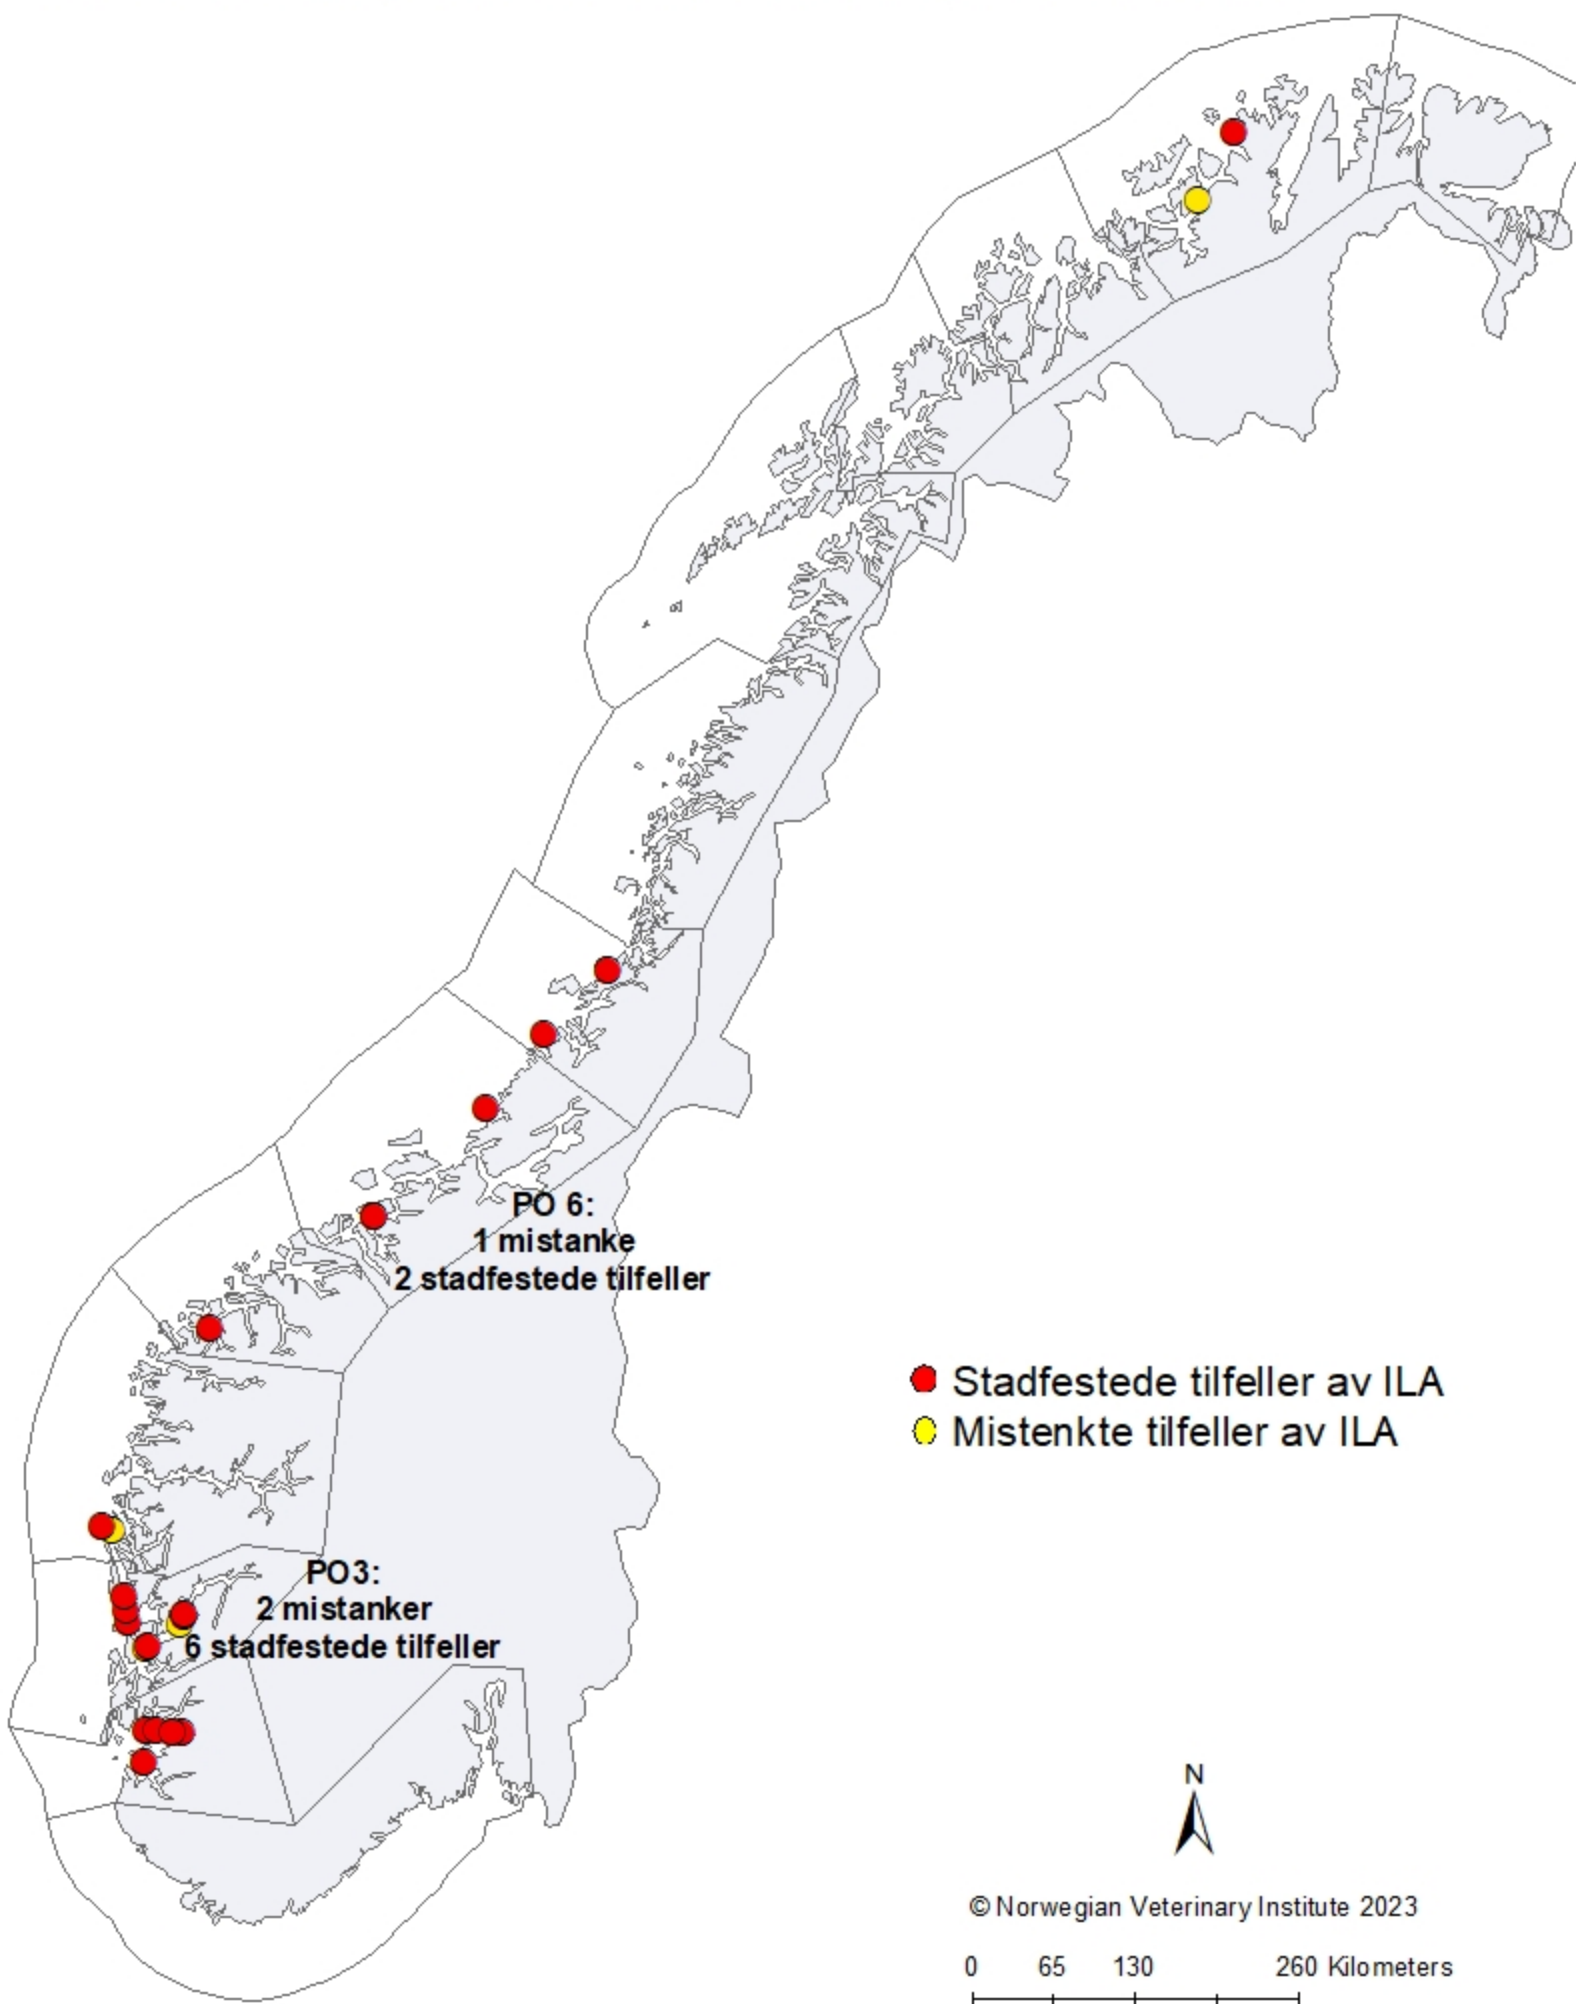 PO 6:
1 mistanke
2 stadfestede tilfeller
Stadfestede tilfeller av ILA
Mistenkte tilfeller av ILA
PO3:
2 mistanker
6 stadfestede tilfeller
N
© Norwegian Veterinary Institute 2023
0 65 130 260 Kilometers